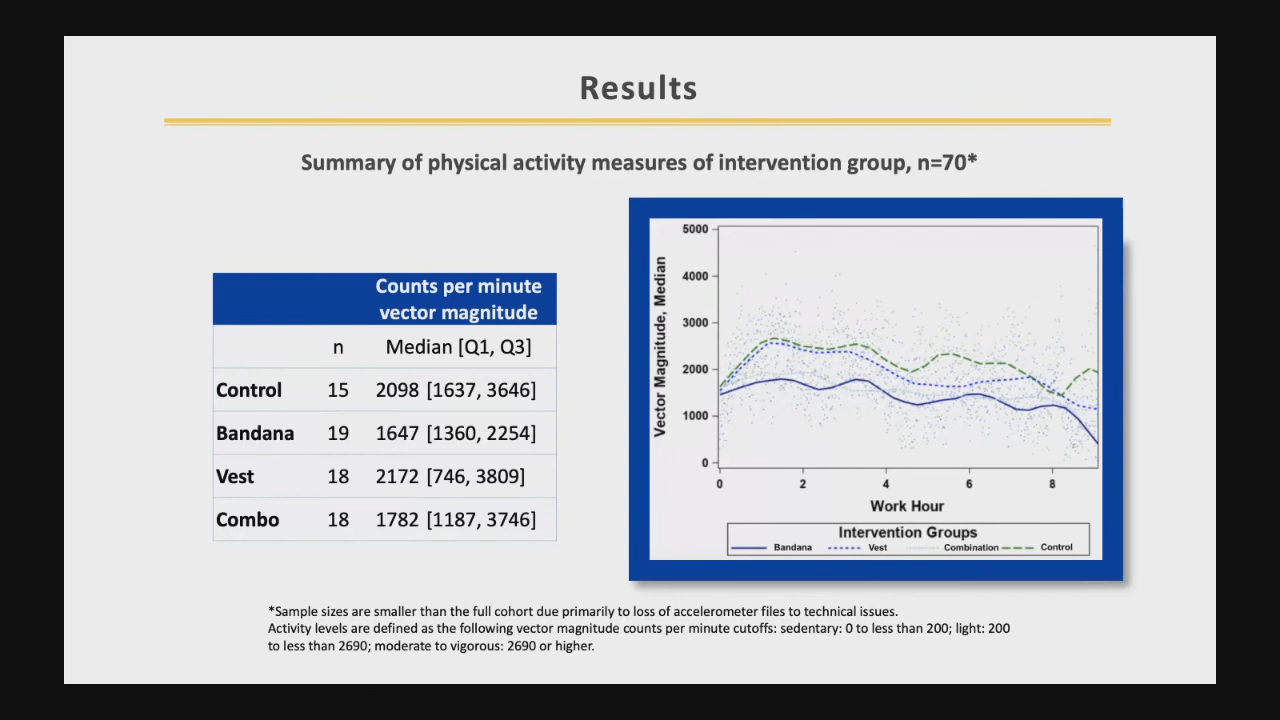 Results
Summary of physical activity measures of intervention group, n=70*
Counts per minute
vector magnitude
n Median [Q1, Q3]
Control 15 2098 [1637, 3646]
Bandana 19 1647 [1360, 2254]
Vest 18 2172 [746, 3809]
Combo 18 1782 [1187, 3746]
Vector Magnitude, Median
5000
4000
3000
2000
1000
0
0 2 4 6 8
Work Hour
Intervention Groups
Bandana Vest Combination Control
*Sample sizes are smaller than the full cohort due primarily to loss of accelerometer files to technical issues.
Activity levels are defined as the following vector magnitude counts per minute cutoffs: sedentary: 0 to less than 200; light: 200
to less than 2690; moderate to vigorous: 2690 or higher.